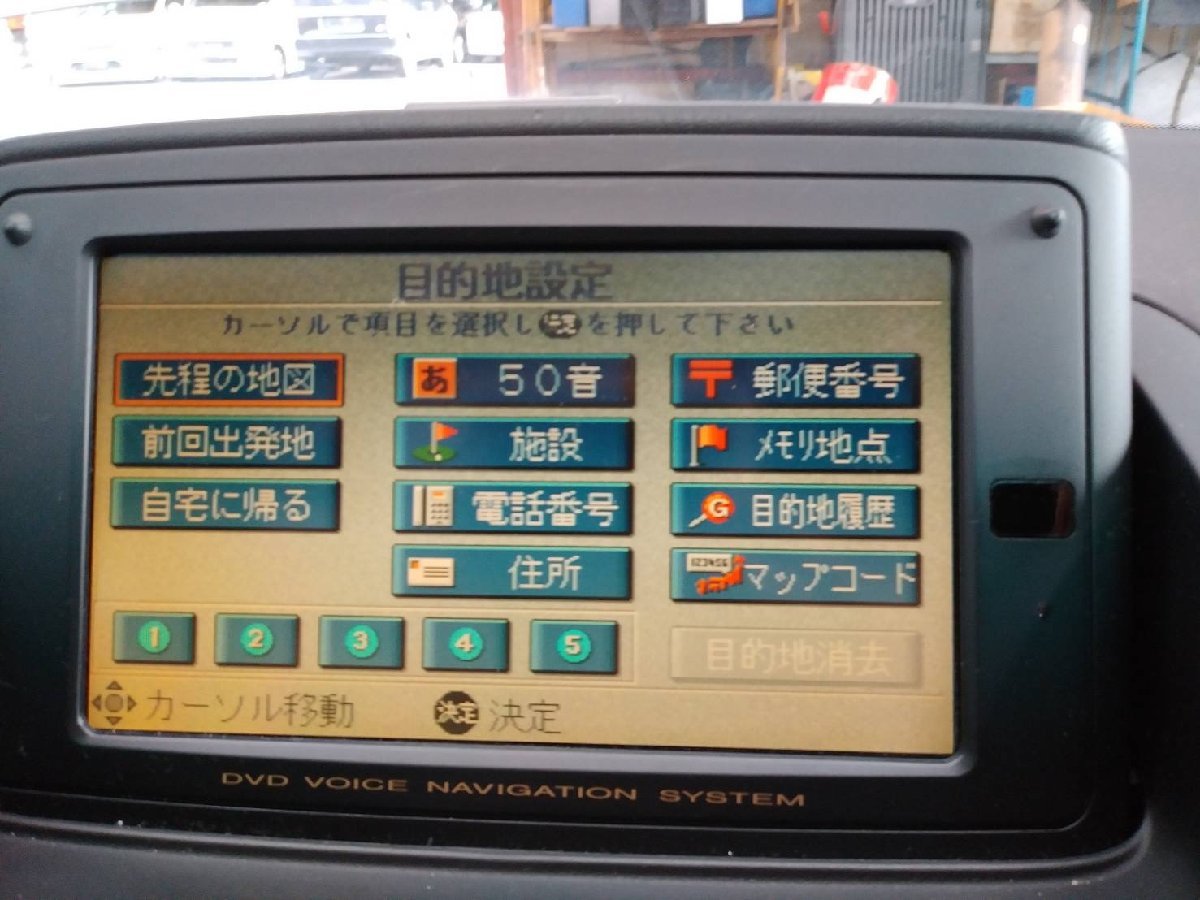 目的地設定
カーソルで項目を選択し決定を押して下さい
先程の地図 あ 50音 〒 郵便番号
前回出発地 施設 メモリ地点
自宅に帰る 電話番号 G 目的地履歴
住所 123456 マップコード
1 2 3 4 5 目的地消去
カーソル移動 決定 決定
DVD VOICE NAVIGATION SYSTEM